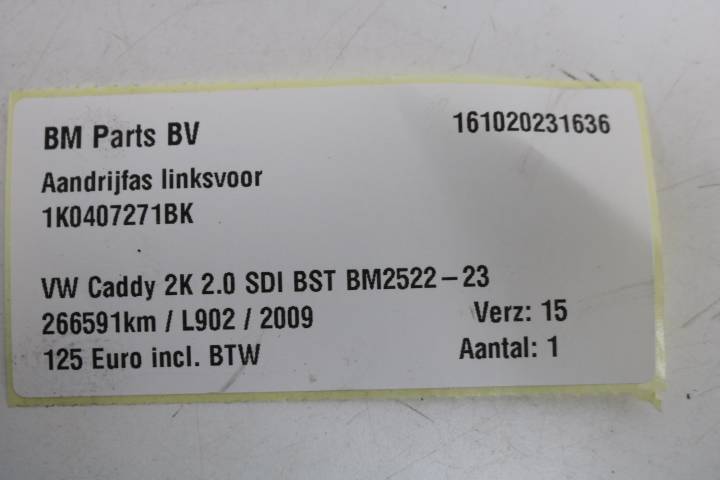 BM Parts BV 161020231636
Aandrijfas linksvoor
1K0407271BK
VW Caddy 2K 2.0 SDI BST BM2522-23
266591km / L902 / 2009 Verz: 15
125 Euro incl. BTW Aantal: 1